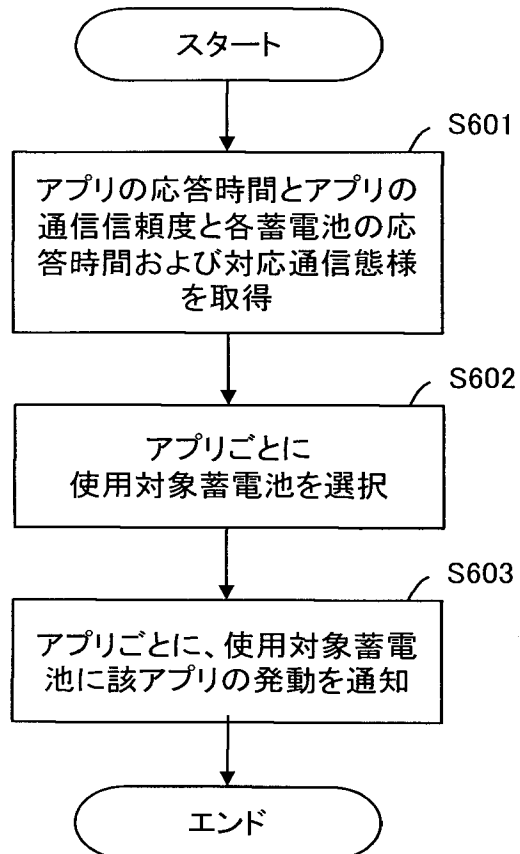 スタート
S601
アプリの応答時間とアプリの
通信信頼度と各蓄電池の応
答時間および対応通信態様
を取得
S602
アプリごとに
使用対象蓄電池を選択
S603
アプリごとに、使用対象蓄電
池に該アプリの発動を通知
エンド